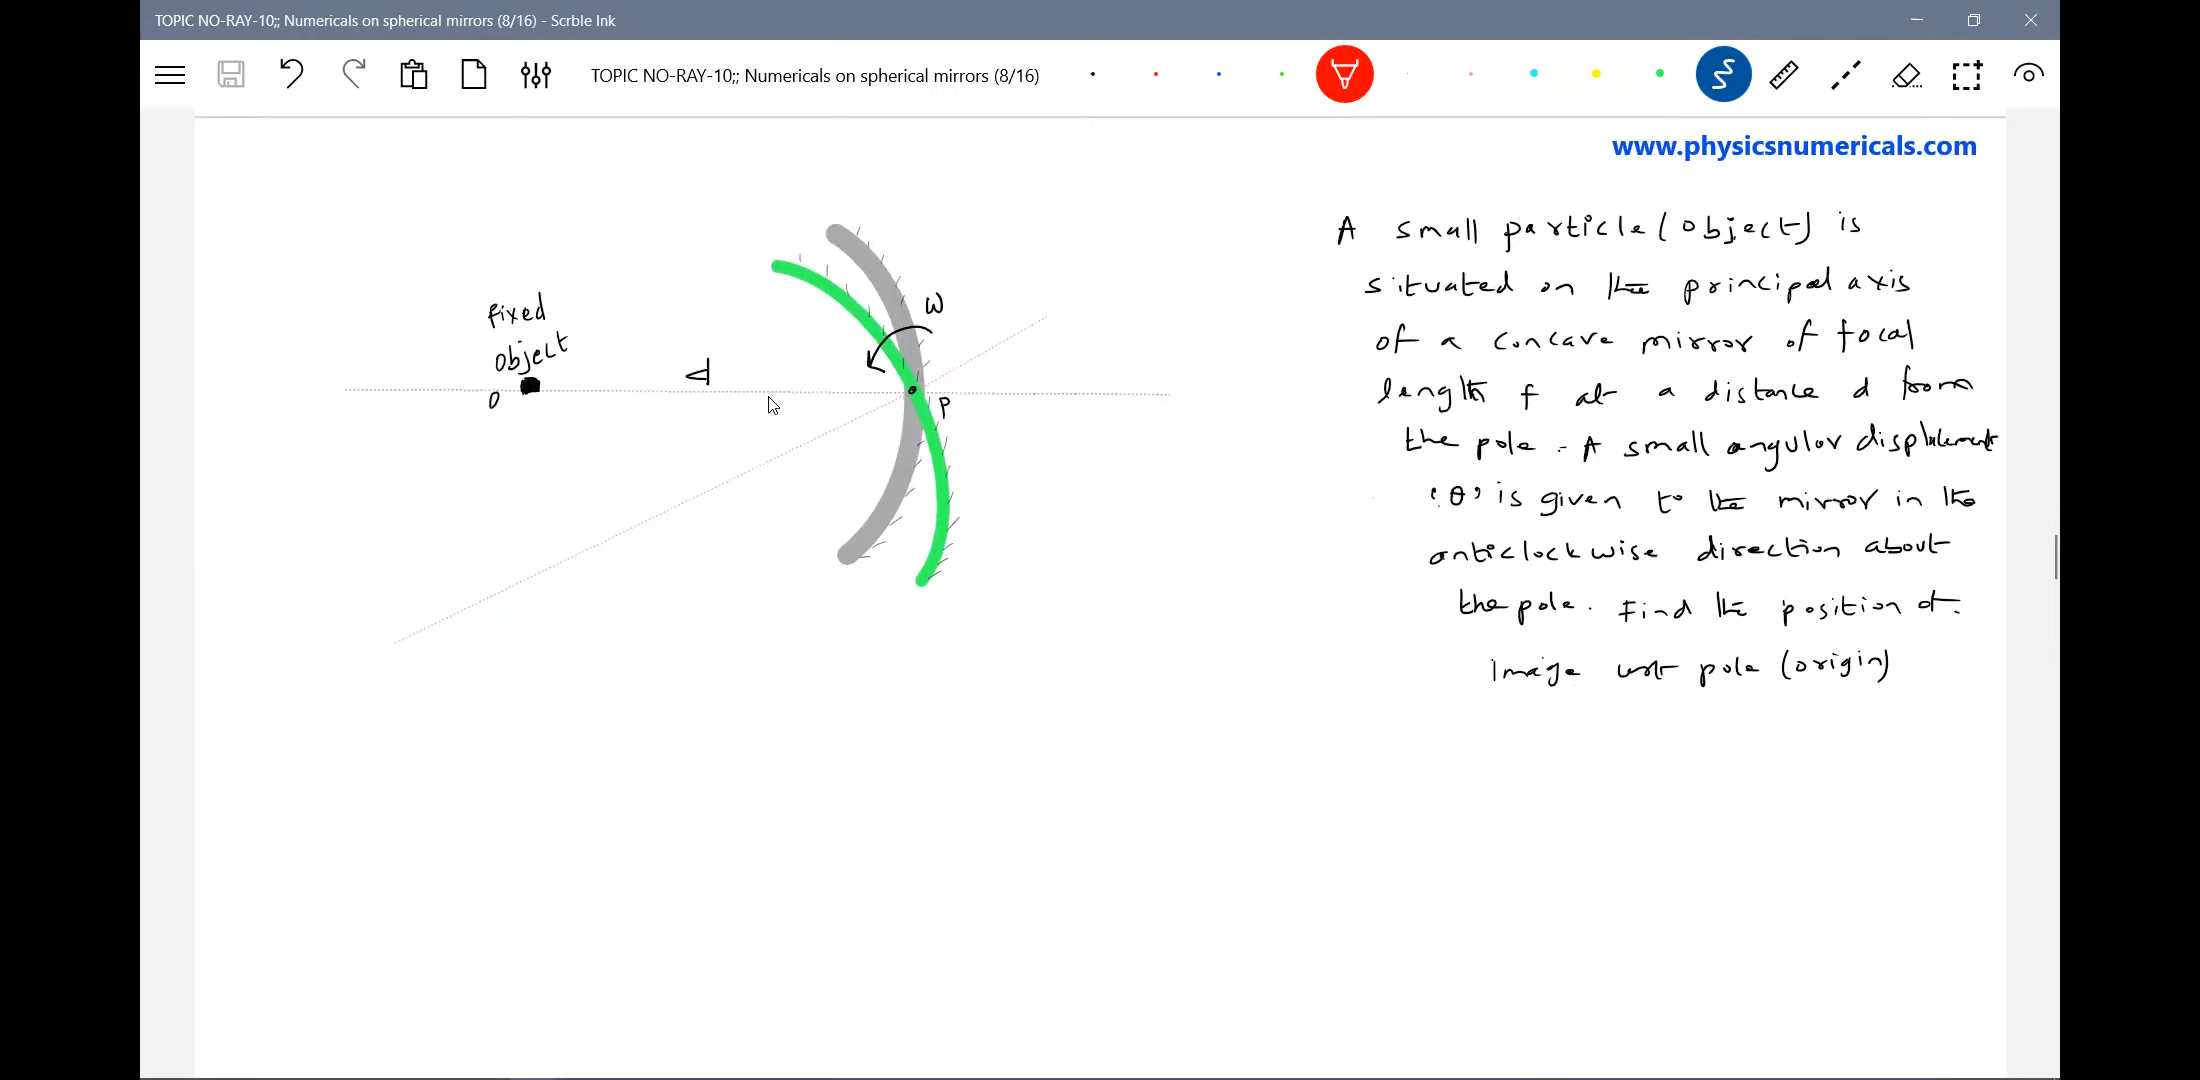 TOPIC NO-RAY-10;; Numericals on spherical mirrors (8/16) - Scrble Ink
TOPIC NO-RAY-10;; Numericals on spherical mirrors (8/16)
www.physicsnumericals.com
fixed
object
O
ω
P
A small particle (object) is
situated on the principal axis
of a concave mirror of focal
length f at a distance d from
the pole. A small angular displacement
'θ' is given to the mirror in the
anticlockwise direction about
the pole. Find the position of
image wrt pole (origin)